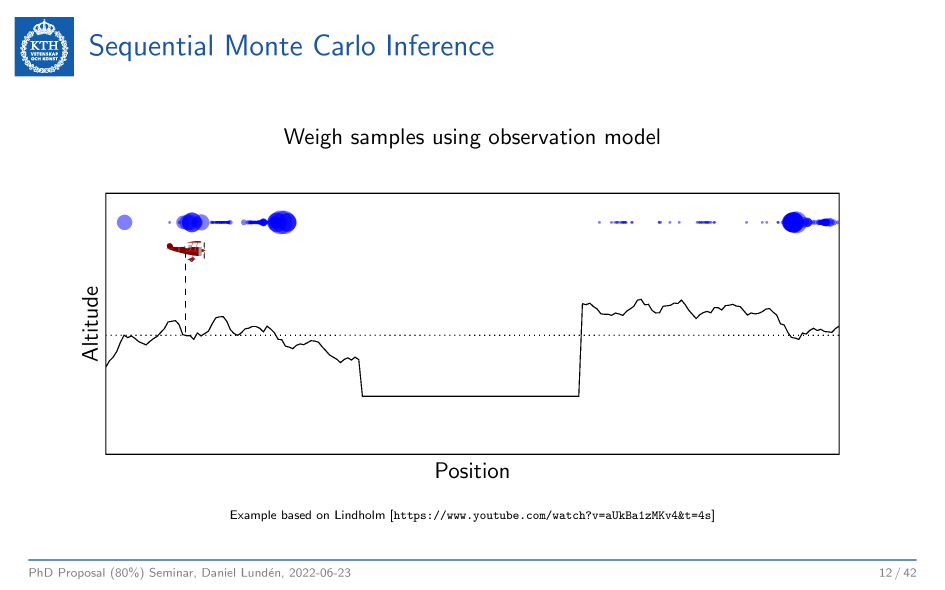 KTH
VETENSKAP
OCH KONST
Sequential Monte Carlo Inference
Weigh samples using observation model
Altitude
Position
Example based on Lindholm [https://www.youtube.com/watch?v=aUkBa1zMKv4&t=4s]
PhD Proposal (80%) Seminar, Daniel Lundén, 2022-06-23
12 / 42